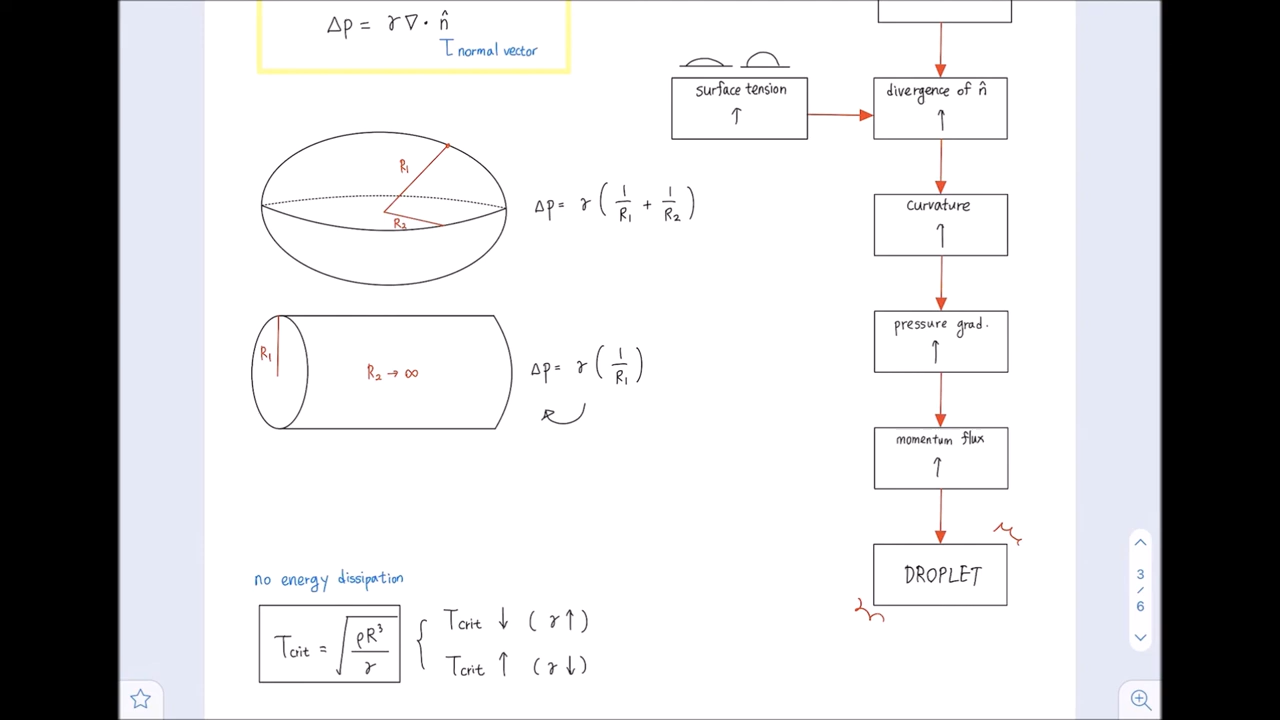 Δp = γ∇· n̂
normal vector
surface tension
↑
divergence of n̂
↑
R₁
R₂
Δp = γ ( 1/R₁ + 1/R₂ )
curvature
↑
R₁
R₂ → ∞
Δp = γ ( 1/R₁ )
pressure grad.
↑
momentum flux
↑
DROPLET
no energy dissipation
Tcrit = √(ρR³/γ)
Tcrit ↓ (γ↑)
Tcrit ↑ (γ↓)
3
/
6